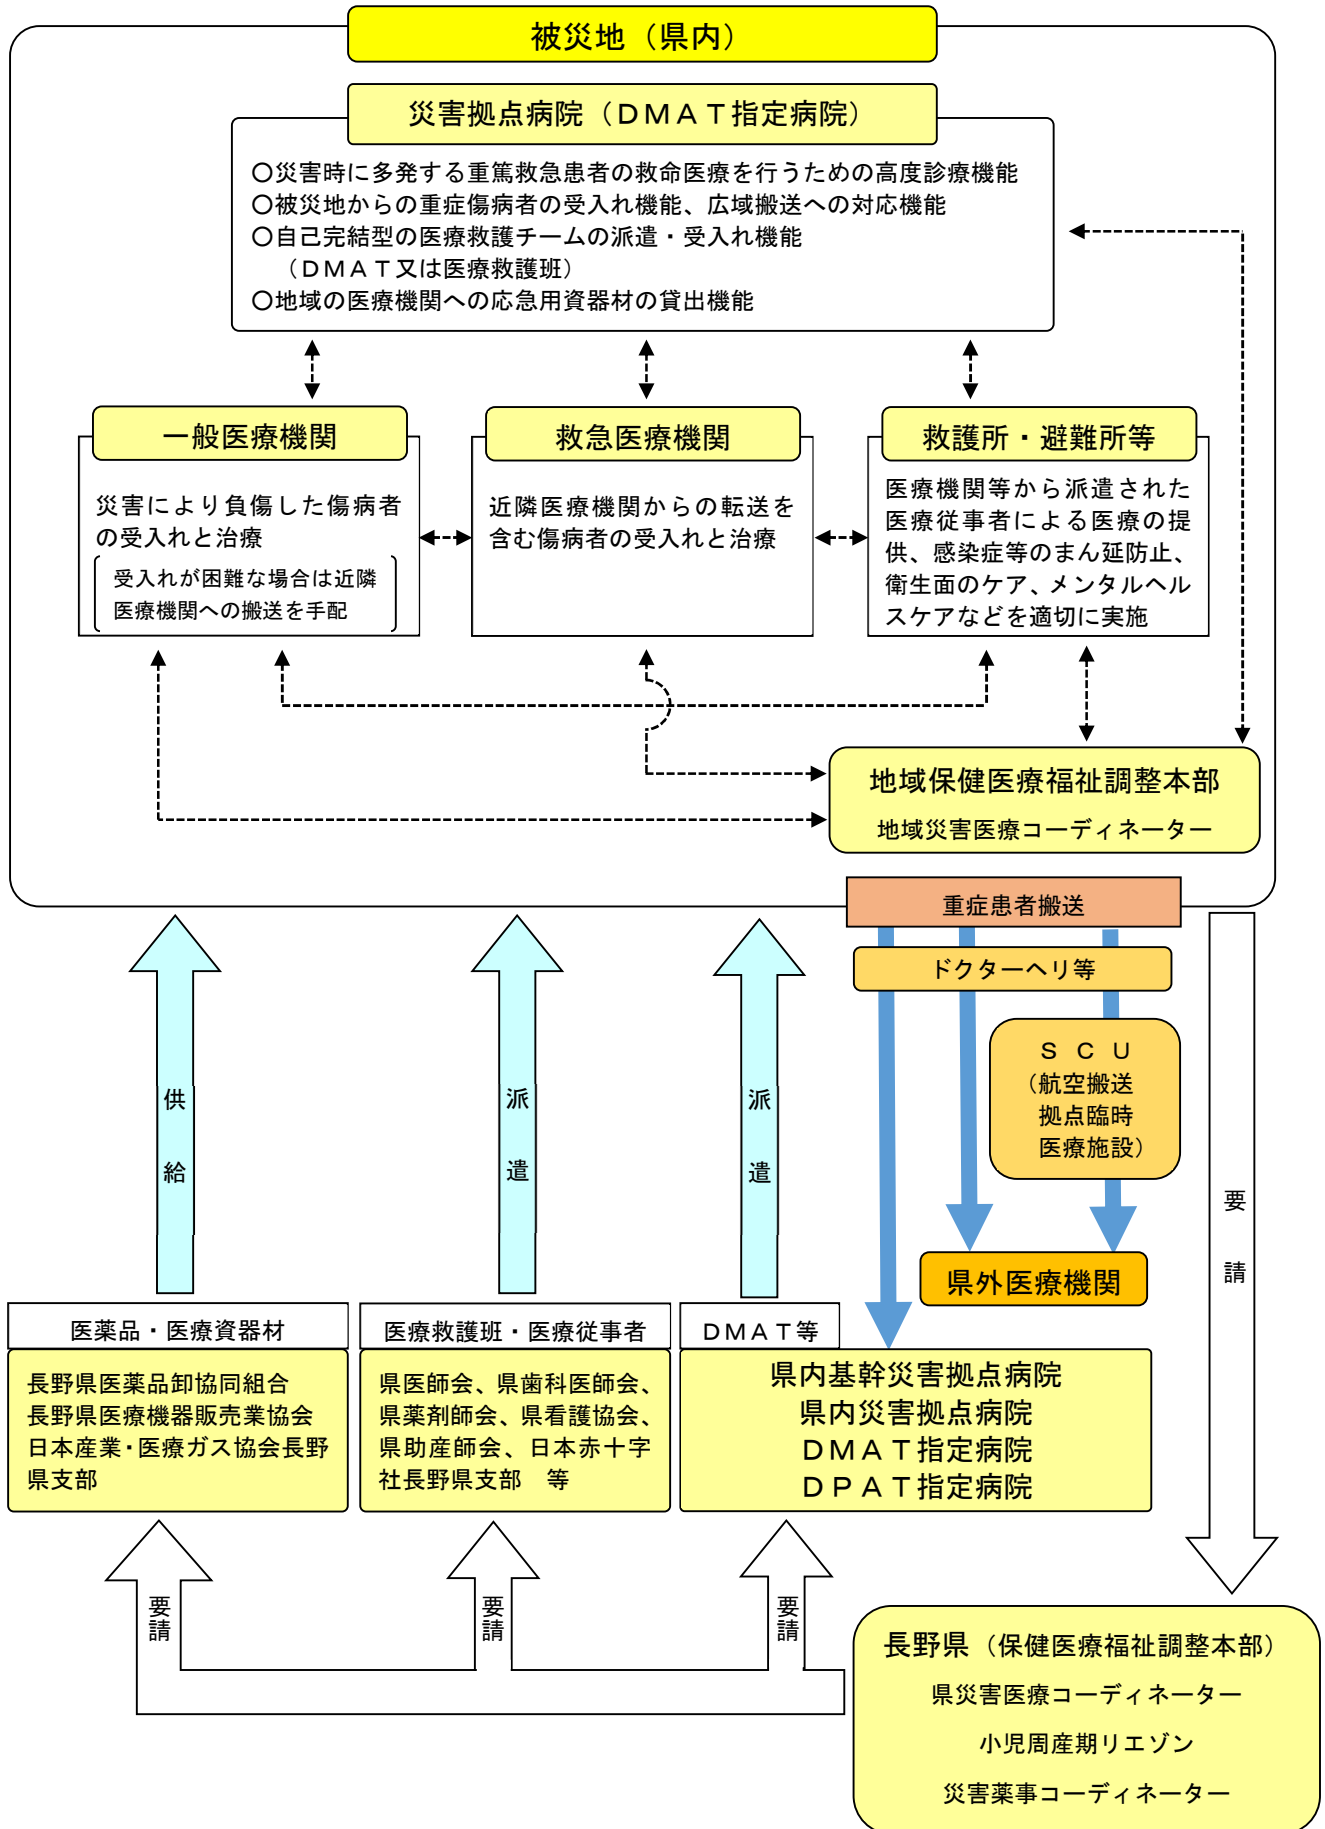 被災地（県内）
災害拠点病院（ＤＭＡＴ指定病院）
○災害時に多発する重篤救急患者の救命医療を行うための高度診療機能
○被災地からの重症傷病者の受入れ機能、広域搬送への対応機能
○自己完結型の医療救護チームの派遣・受入れ機能
（ＤＭＡＴ又は医療救護班）
○地域の医療機関への応急用資器材の貸出機能
一般医療機関
災害により負傷した傷病者
の受入れと治療
受入れが困難な場合は近隣
医療機関への搬送を手配
救急医療機関
近隣医療機関からの転送を
含む傷病者の受入れと治療
救護所・避難所等
医療機関等から派遣された
医療従事者による医療の提
供、感染症等のまん延防止、
衛生面のケア、メンタルヘル
スケアなどを適切に実施
地域保健医療福祉調整本部
地域災害医療コーディネーター
重症患者搬送
ドクターヘリ等
ＳＣＵ
（航空搬送
拠点臨時
医療施設）
供給
派遣
派遣
要請
県外医療機関
医薬品・医療資器材
長野県医薬品卸協同組合
長野県医療機器販売業協会
日本産業・医療ガス協会長野
県支部
医療救護班・医療従事者
県医師会、県歯科医師会、
県薬剤師会、県看護協会、
県助産師会、日本赤十字
社長野県支部　等
ＤＭＡＴ等
県内基幹災害拠点病院
県内災害拠点病院
ＤＭＡＴ指定病院
ＤＰＡＴ指定病院
要請
要請
要請
長野県（保健医療福祉調整本部）
県災害医療コーディネーター
小児周産期リエゾン
災害薬事コーディネーター